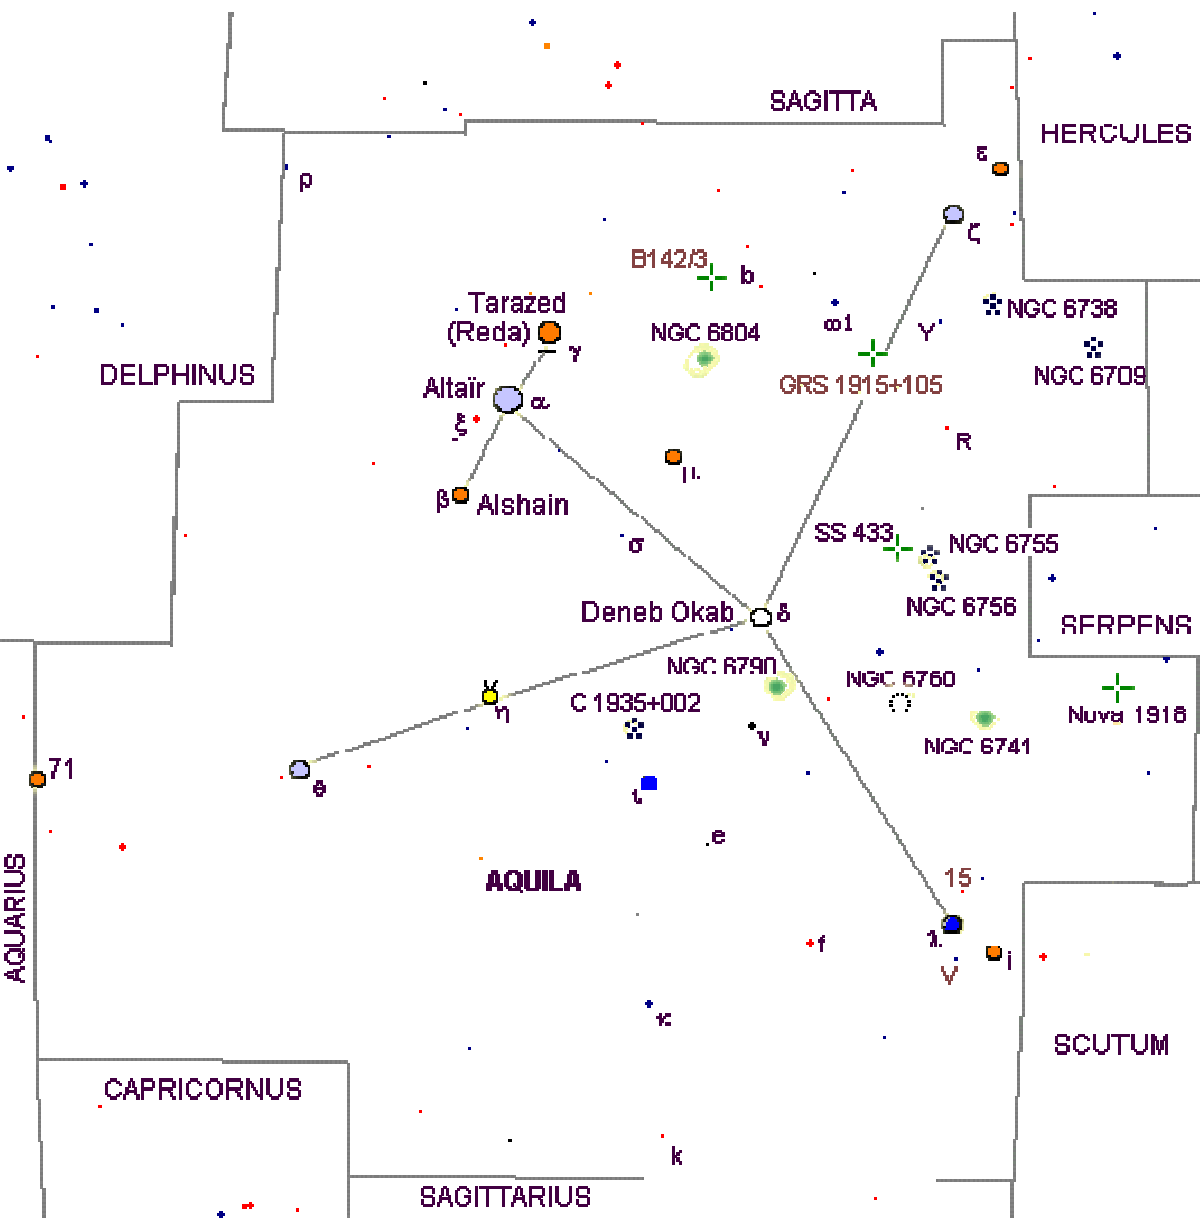 SAGITTA
HERCULES
ε
ρ
ζ
B142/3
b
Tarazed
(Reda)
γ
NGC 6804
ω1
Y
NGC 6738
DELPHINUS
Altaïr
α
GRS 1915+105
NGC 6709
ξ
R
μ
β
Alshain
σ
SS 433
NGC 6755
NGC 6756
Deneb Okab
δ
SERPENS
NGC 6790
NGC 6760
η
C 1935+002
ν
Nova 1918
NGC 6741
71
θ
ι
e
AQUILA
15
AQUARIUS
λ
f
i
V
κ
SCUTUM
CAPRICORNUS
k
SAGITTARIUS